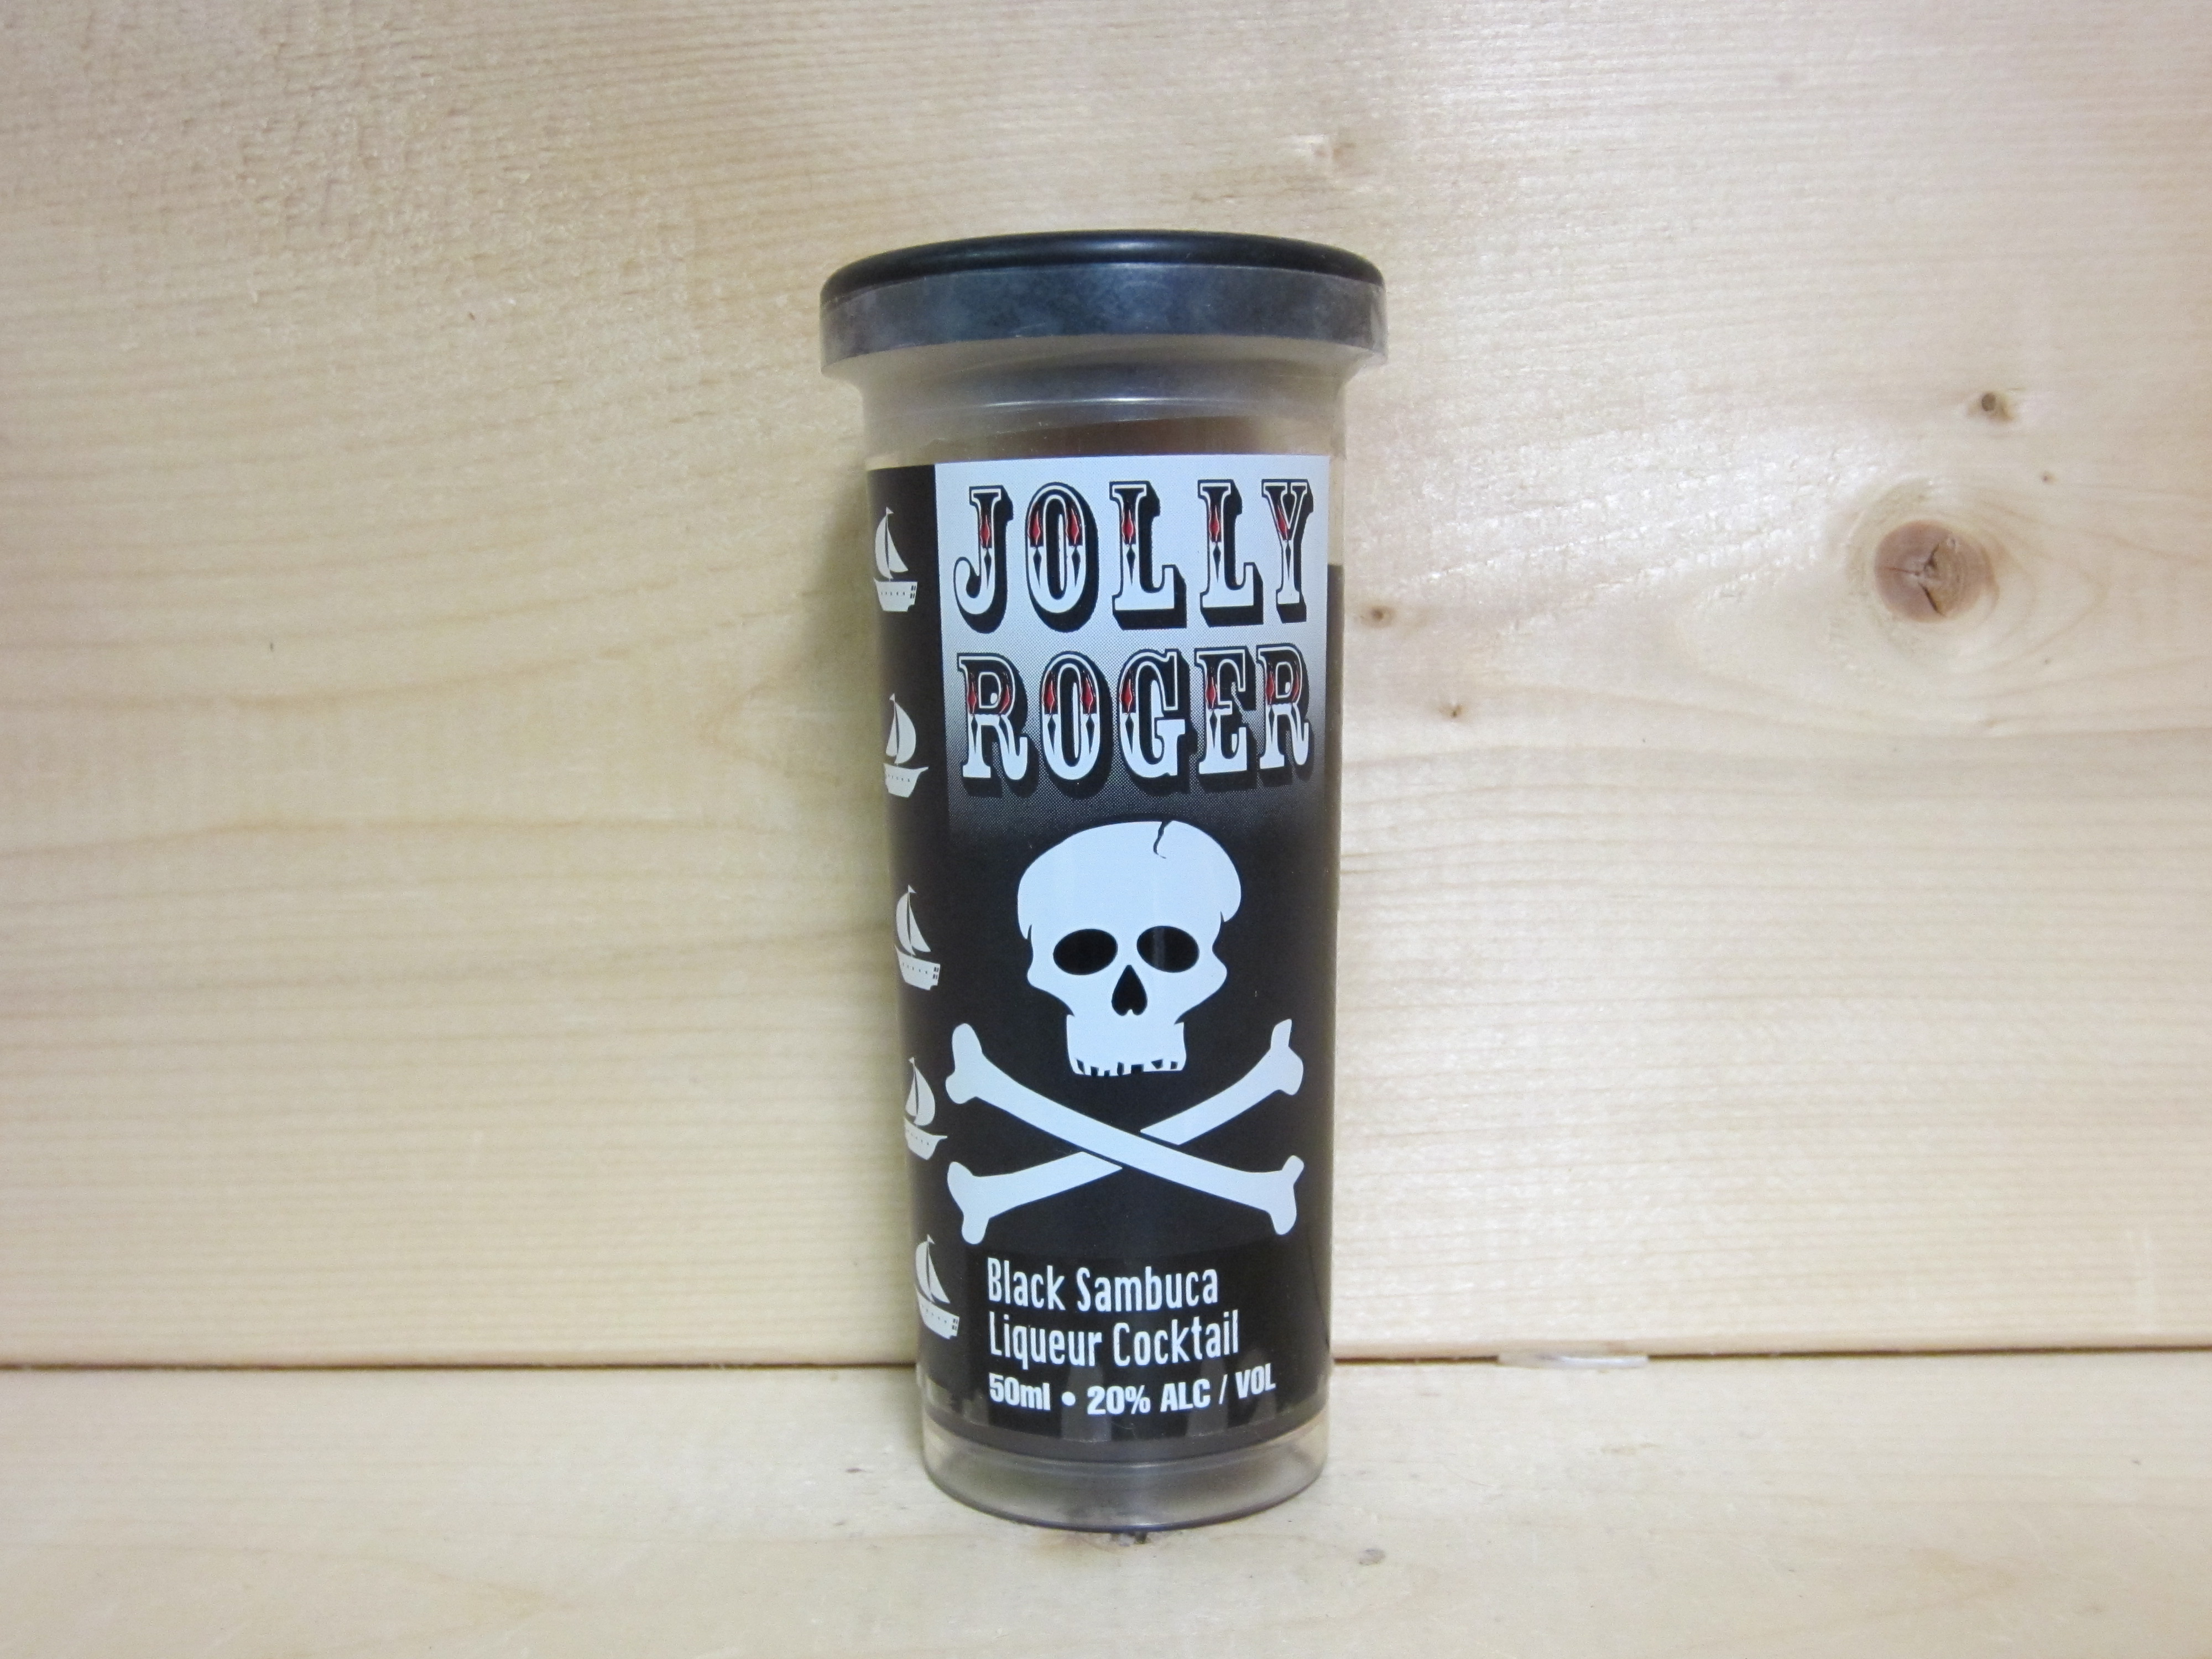 JOLLY
ROGER
Black Sambuca
Liqueur Cocktail
50ml • 20% ALC / VOL